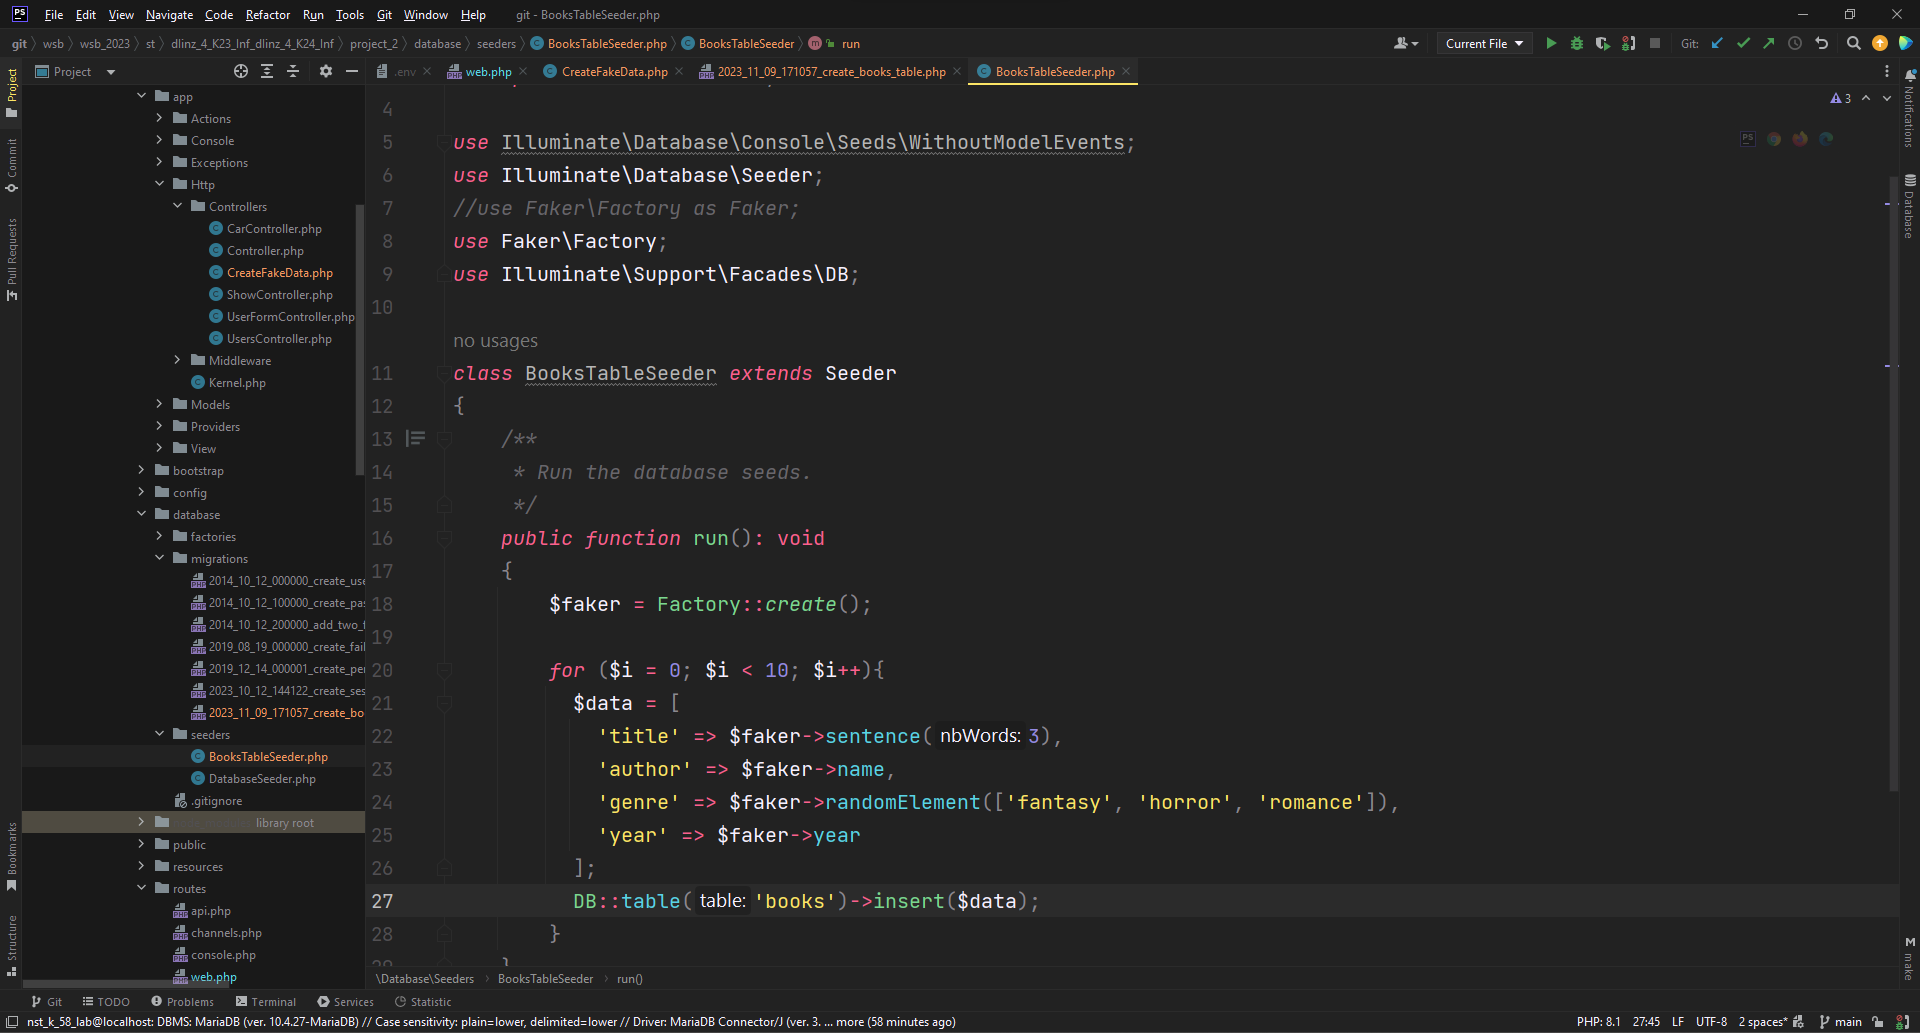 PS File Edit View Navigate Code Refactor Run Tools Git Window Help git - BooksTableSeeder.php
git wsb wsb_2023 st dlinz_4_K23_Inf_dlinz_4_K24_Inf project_2 database seeders BooksTableSeeder.php BooksTableSeeder run Current File Git:
Project .env web.php CreateFakeData.php 2023_11_09_171057_create_books_table.php BooksTableSeeder.php
Project
Commit
Pull Requests
Bookmarks
Structure
app
Actions
Console
Exceptions
Http
Controllers
CarController.php
Controller.php
CreateFakeData.php
ShowController.php
UserFormController.php
UsersController.php
Middleware
Kernel.php
Models
Providers
View
bootstrap
config
database
factories
migrations
2014_10_12_000000_create_use
2014_10_12_100000_create_pas
2014_10_12_200000_add_two_f
2019_08_19_000000_create_fail
2019_12_14_000001_create_per
2023_10_12_144122_create_ses
2023_11_09_171057_create_bo
seeders
BooksTableSeeder.php
DatabaseSeeder.php
.gitignore
library root
public
resources
routes
api.php
channels.php
console.php
web.php
3
4
5 use Illuminate\Database\Console\Seeds\WithoutModelEvents;
6 use Illuminate\Database\Seeder;
7 //use Faker\Factory as Faker;
8 use Faker\Factory;
9 use Illuminate\Support\Facades\DB;
10
no usages
11 class BooksTableSeeder extends Seeder
12 {
13 /**
14 * Run the database seeds.
15 */
16 public function run(): void
17 {
18 $faker = Factory::create();
19
20 for ($i = 0; $i < 10; $i++){
21 $data = [
22 'title' => $faker->sentence( nbWords: 3),
23 'author' => $faker->name,
24 'genre' => $faker->randomElement(['fantasy', 'horror', 'romance']),
25 'year' => $faker->year
26 ];
27 DB::table( table: 'books')->insert($data);
28 }
29 }
\Database\Seeders BooksTableSeeder run()
Notifications
Database
M make
Git TODO Problems Terminal Services Statistic
nst_k_58_lab@localhost: DBMS: MariaDB (ver. 10.4.27-MariaDB) // Case sensitivity: plain=lower, delimited=lower // Driver: MariaDB Connector/J (ver. 3. ... more (58 minutes ago) PHP: 8.1 27:45 LF UTF-8 2 spaces* main